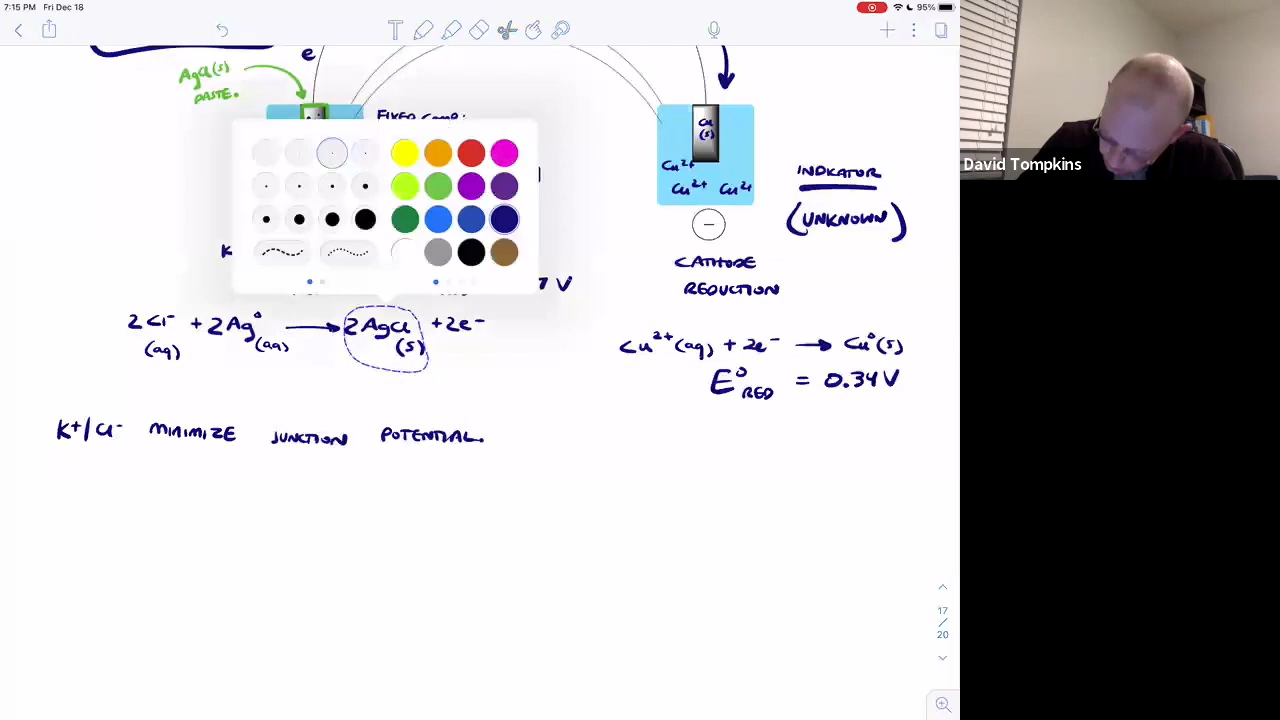 7:15 PM Fri Dec 18
95%
e
AgCl(s)
PASTE.
FIXED COMP:
Cu
(s)
Cu2+
Cu2+ Cu2+
INDICATOR
(UNKNOWN)
David Tompkins
K
V
−
CATHODE
REDUCTION
2Cl⁻ + 2Ag⁰ → 2AgCl + 2e⁻
(aq) (aq) (s)
Cu²⁺(aq) + 2e⁻ → Cu⁰(s)
E⁰RED = 0.34V
K⁺/Cl⁻ MINIMIZE JUNCTION POTENTIAL.
17
/
20